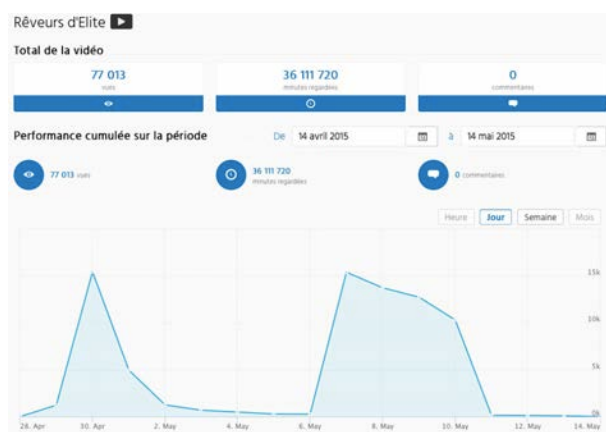 Rêveurs d'Elite
Total de la vidéo
77 013
vues
36 111 720
minutes regardées
0
commentaires
Performance cumulée sur la période
De 14 avril 2015 à 14 mai 2015
77 013 vues
36 111 720
minutes regardées
0 commentaires
Heure Jour Semaine Mois
15k
10k
5k
0k
28. Apr 30. Apr 2. May 4. May 6. May 8. May 10. May 12. May 14. May